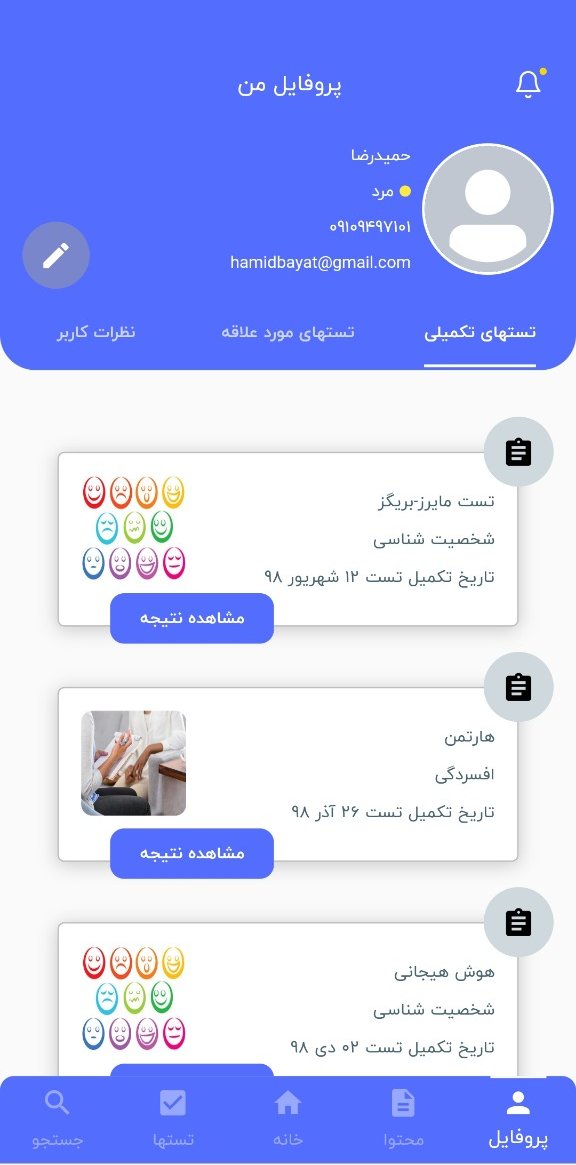 پروفایل من
حمیدرضا
مرد
۰۹۱۰۹۴۹۷۱۰۱
hamidbayat@gmail.com
تستهای تکمیلی
تستهای مورد علاقه
نظرات کاربر
تست مایرز-بریگز
شخصیت شناسی
تاریخ تکمیل تست ۱۲ شهریور ۹۸
مشاهده نتیجه
هارتمن
افسردگی
تاریخ تکمیل تست ۲۶ آذر ۹۸
مشاهده نتیجه
هوش هیجانی
شخصیت شناسی
تاریخ تکمیل تست ۰۲ دی ۹۸
پروفایل
محتوا
خانه
تستها
جستجو